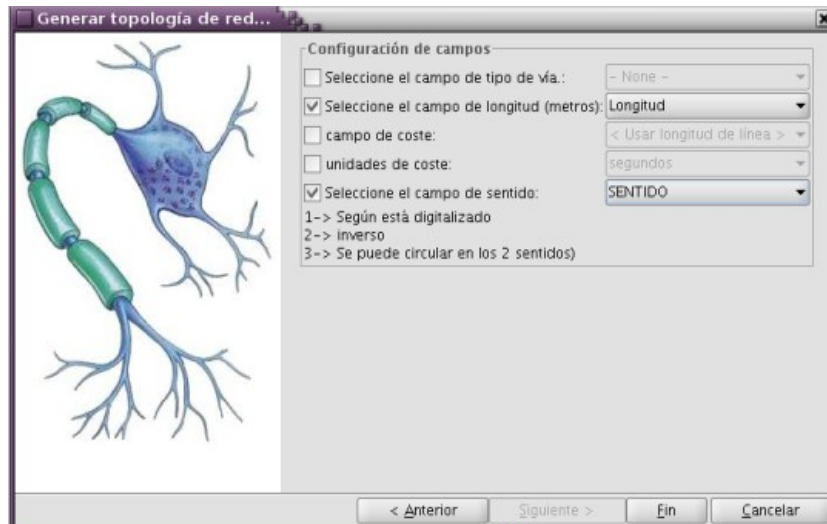 Generar topología de red...
Configuración de campos
Seleccione el campo de tipo de vía.: - None -
Seleccione el campo de longitud (metros): Longitud
campo de coste: < Usar longitud de línea >
unidades de coste: segundos
Seleccione el campo de sentido: SENTIDO
1-> Según está digitalizado
2-> inverso
3-> Se puede circular en los 2 sentidos)
< Anterior Siguiente > Fin Cancelar